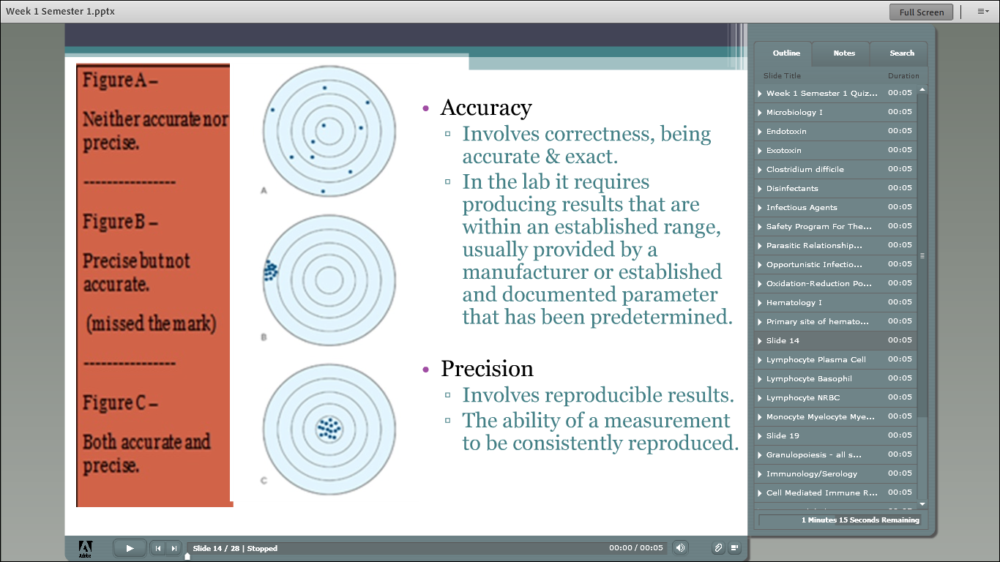 Week 1 Semester 1.pptx
Full Screen
Figure A –
Neither accurate nor
precise.
----------------
Figure B –
Precise but not
accurate.
(missed the mark)
----------------
Figure C –
Both accurate and
precise.
A
B
C
• Accuracy
▫ Involves correctness, being
accurate & exact.
▫ In the lab it requires
producing results that are
within an established range,
usually provided by a
manufacturer or established
and documented parameter
that has been predetermined.
• Precision
▫ Involves reproducible results.
▫ The ability of a measurement
to be consistently reproduced.
Outline Notes Search
Slide Title Duration
Week 1 Semester 1 Quiz... 00:05
Microbiology I 00:05
Endotoxin 00:05
Exotoxin 00:05
Clostridium difficile 00:05
Disinfectants 00:05
Infectious Agents 00:05
Safety Program For The... 00:05
Parasitic Relationship... 00:05
Opportunistic Infectio... 00:05
Oxidation-Reduction Po... 00:05
Hematology I 00:05
Primary site of hemato... 00:05
Slide 14 00:05
Lymphocyte Plasma Cell 00:05
Lymphocyte Basophil 00:05
Lymphocyte NRBC 00:05
Monocyte Myelocyte Mye... 00:05
Slide 19 00:05
Granulopoiesis - all s... 00:05
Immunology/Serology 00:05
Cell Mediated Immune R... 00:05
1 Minutes 15 Seconds Remaining
Adobe
Slide 14 / 28 | Stopped 00:00 / 00:05